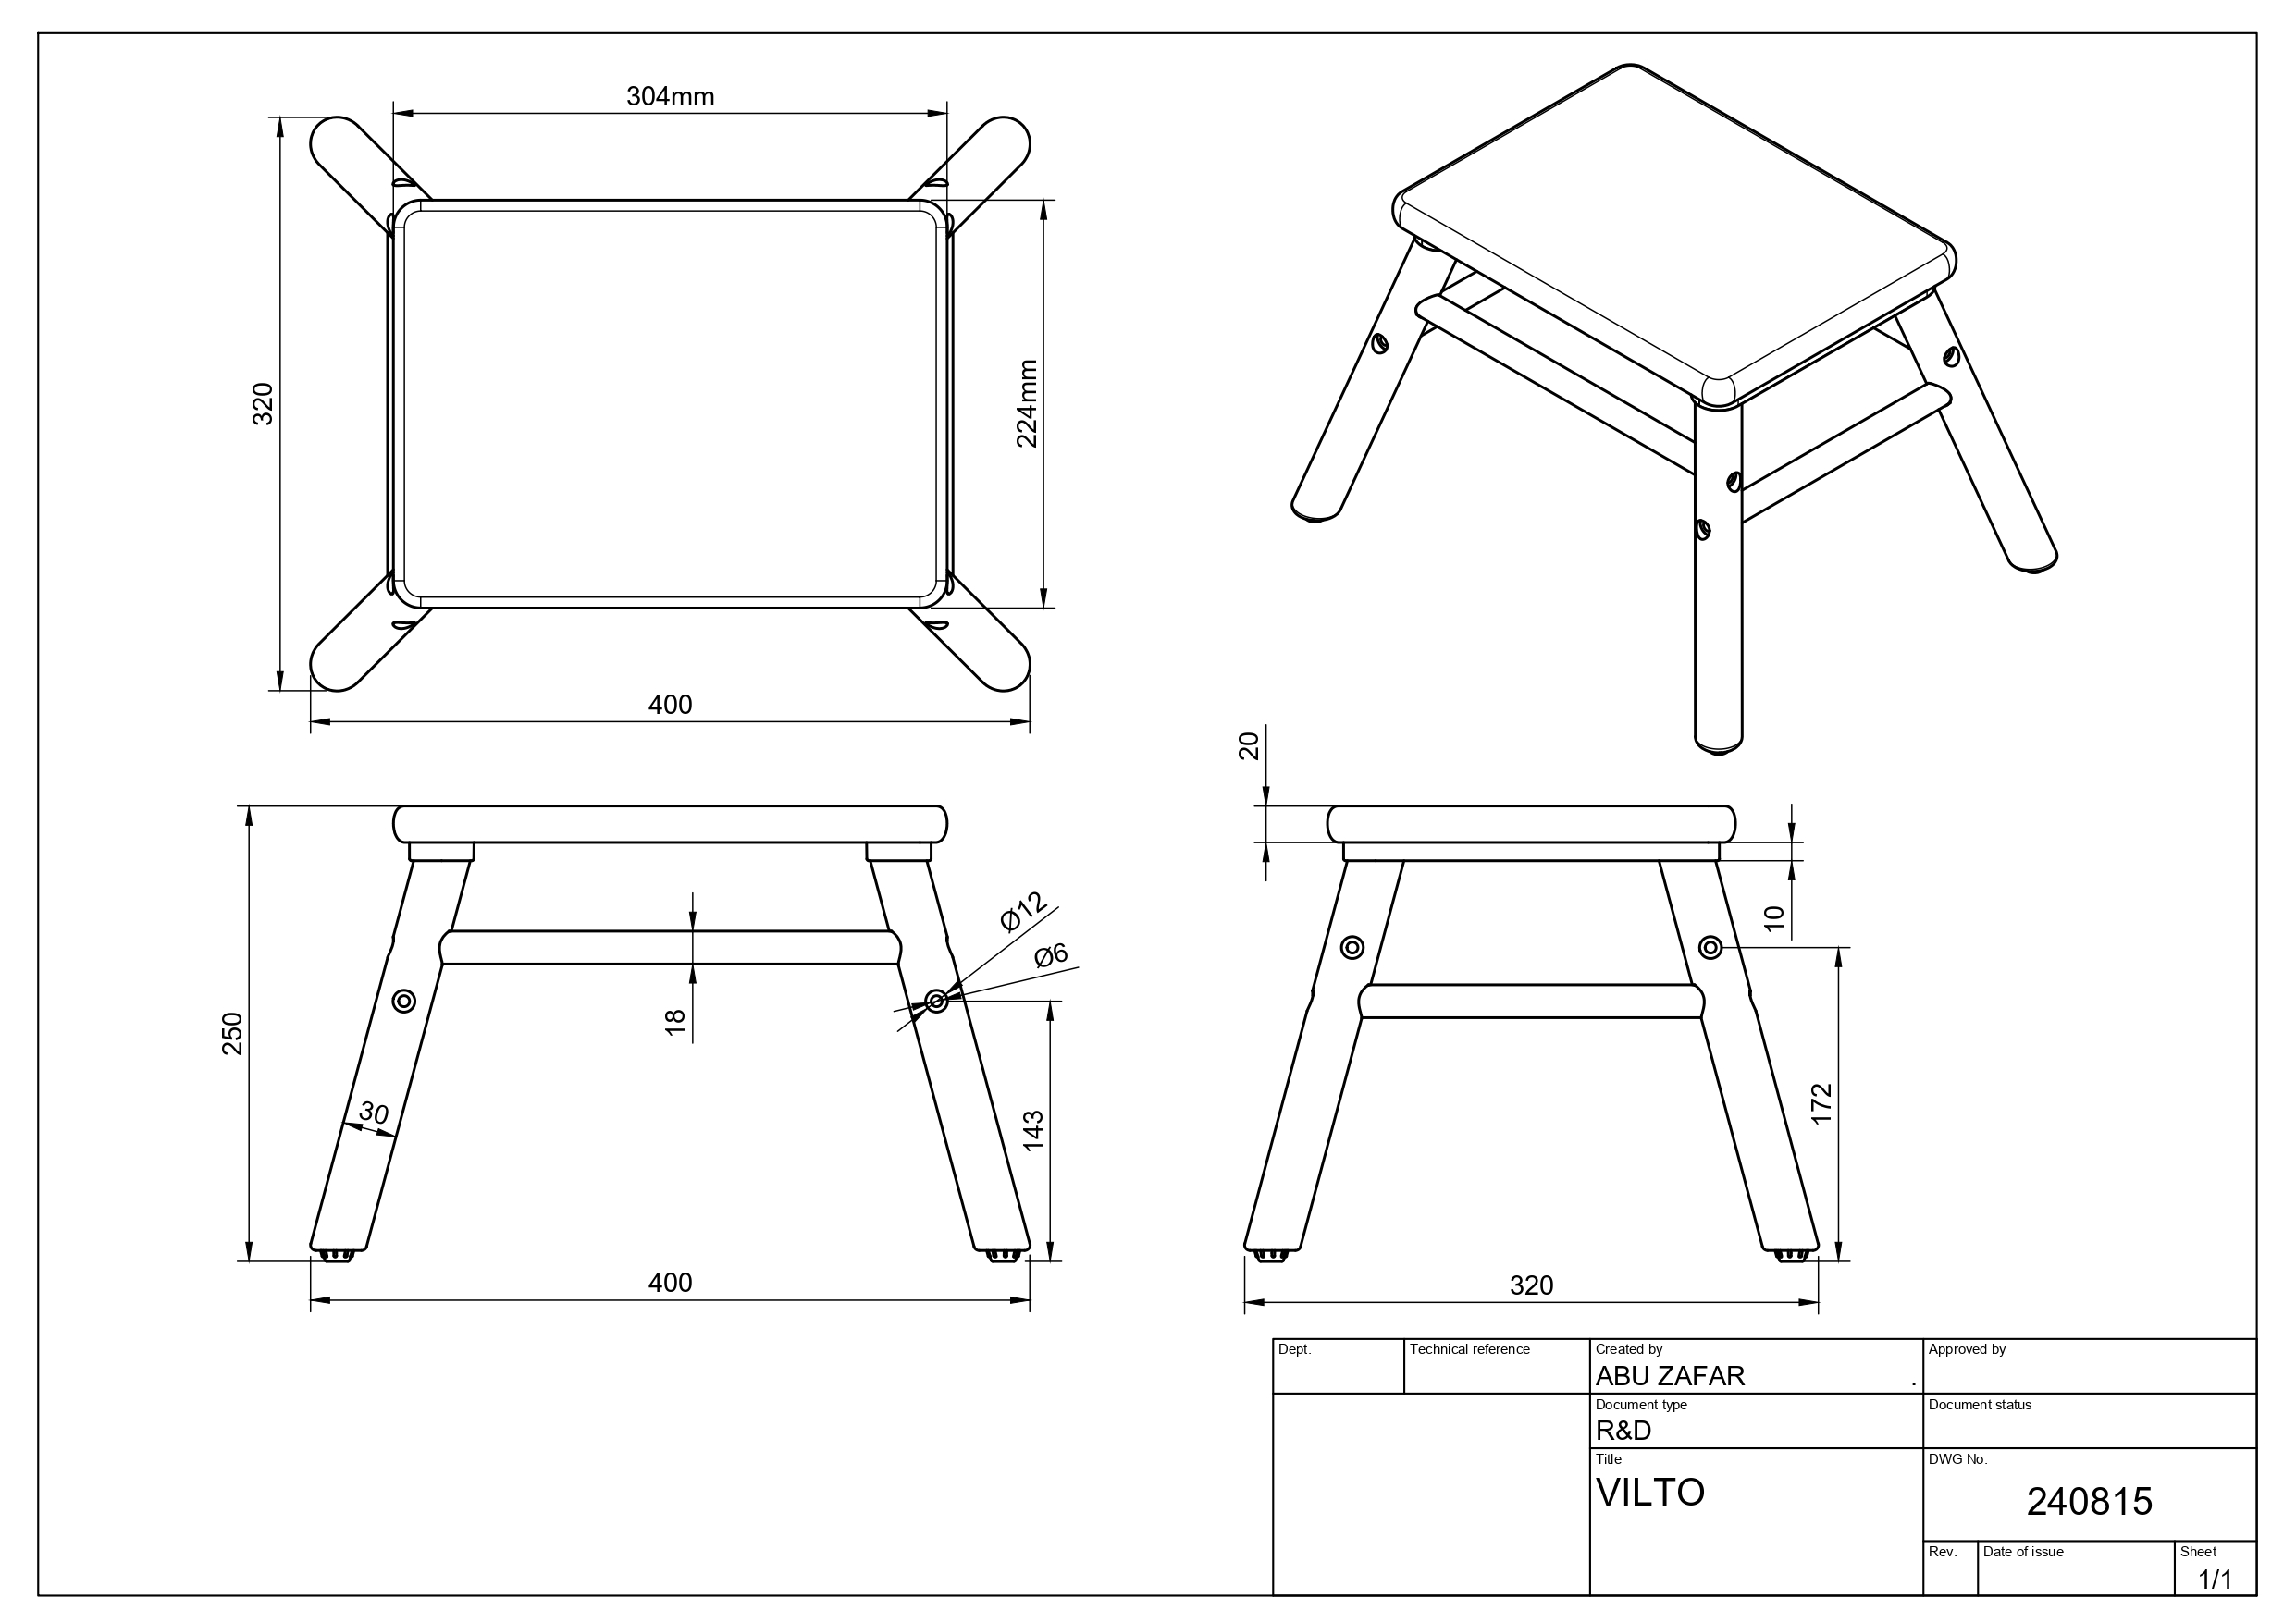 304mm
320
224mm
400
20
250
18
30
Ø12
Ø6
143
400
10
172
320
Dept.
Technical reference
Created by
Approved by
ABU ZAFAR .
Document type
Document status
R&D
Title
DWG No.
VILTO
240815
Rev.
Date of issue
Sheet
1/1